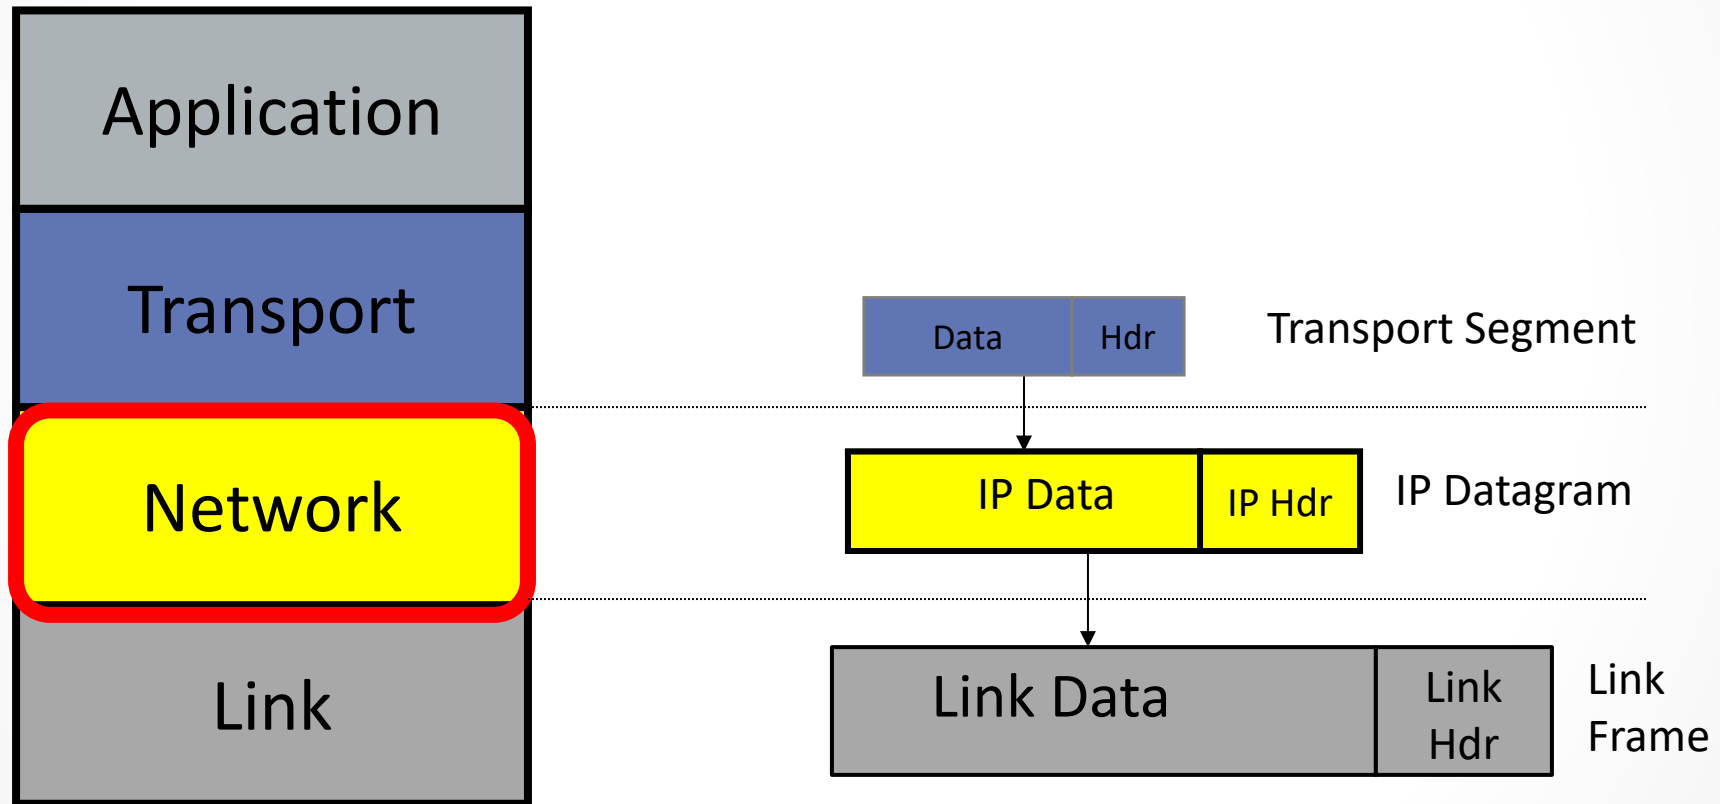 Application
Transport
Data
Hdr
Transport Segment
Network
IP Data
IP Hdr
IP Datagram
Link
Link Data
Link
Hdr
Link
Frame